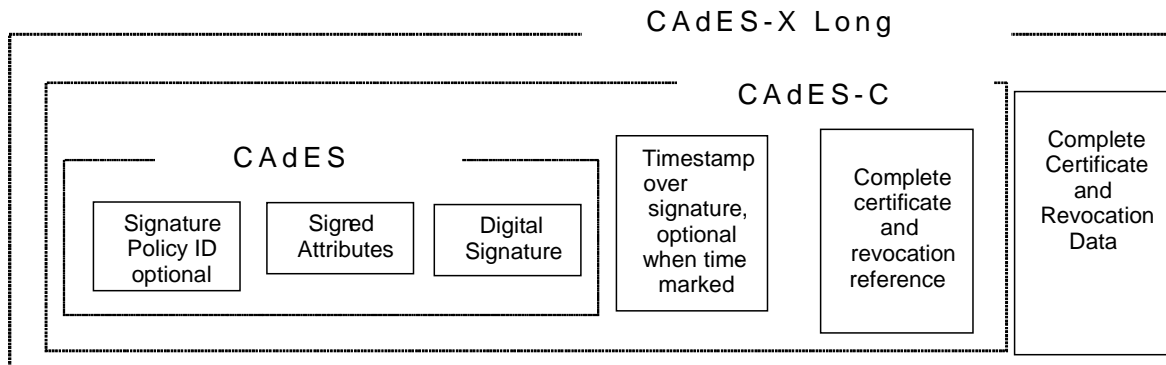 CAdES-X Long
CAdES-C
CAdES
Signature
Policy ID
optional
Signed
Attributes
Digital
Signature
Timestamp
over
signature,
optional
when time
marked
Complete
certificate
and
revocation
reference
Complete
Certificate
and
Revocation
Data